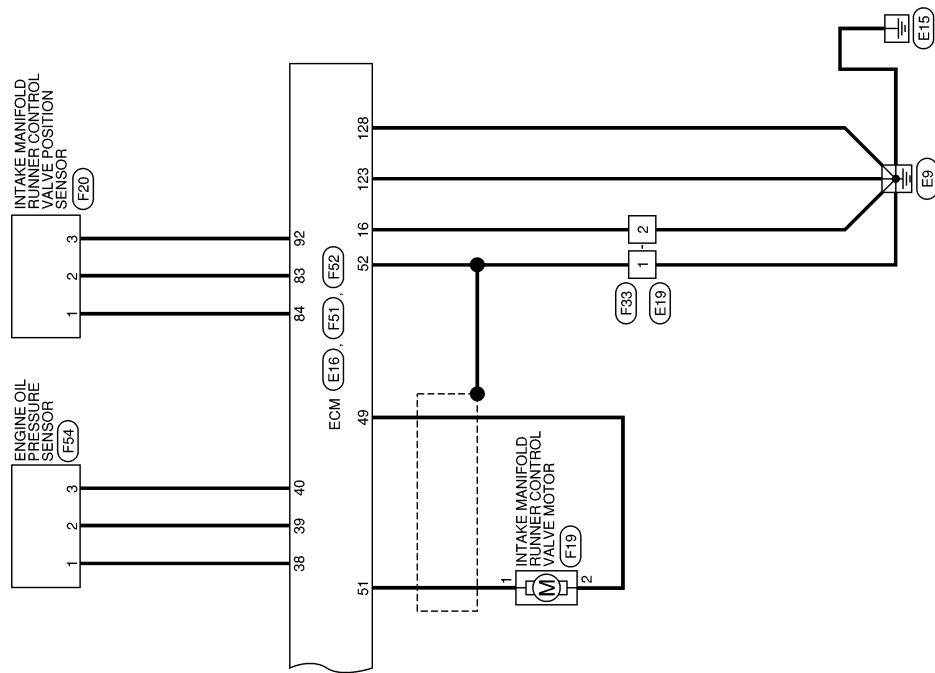 ENGINE OIL
PRESSURE
SENSOR
F54
1 2 3
38 39 40
INTAKE MANIFOLD
RUNNER CONTROL
VALVE POSITION
SENSOR
F20
1 2 3
84 83 92
ECM E16 , F51 , F52
51 49 52 16 123 128
INTAKE MANIFOLD
RUNNER CONTROL
VALVE MOTOR
F19
1
M
2
F33
E19
1 - 2
E9
E15